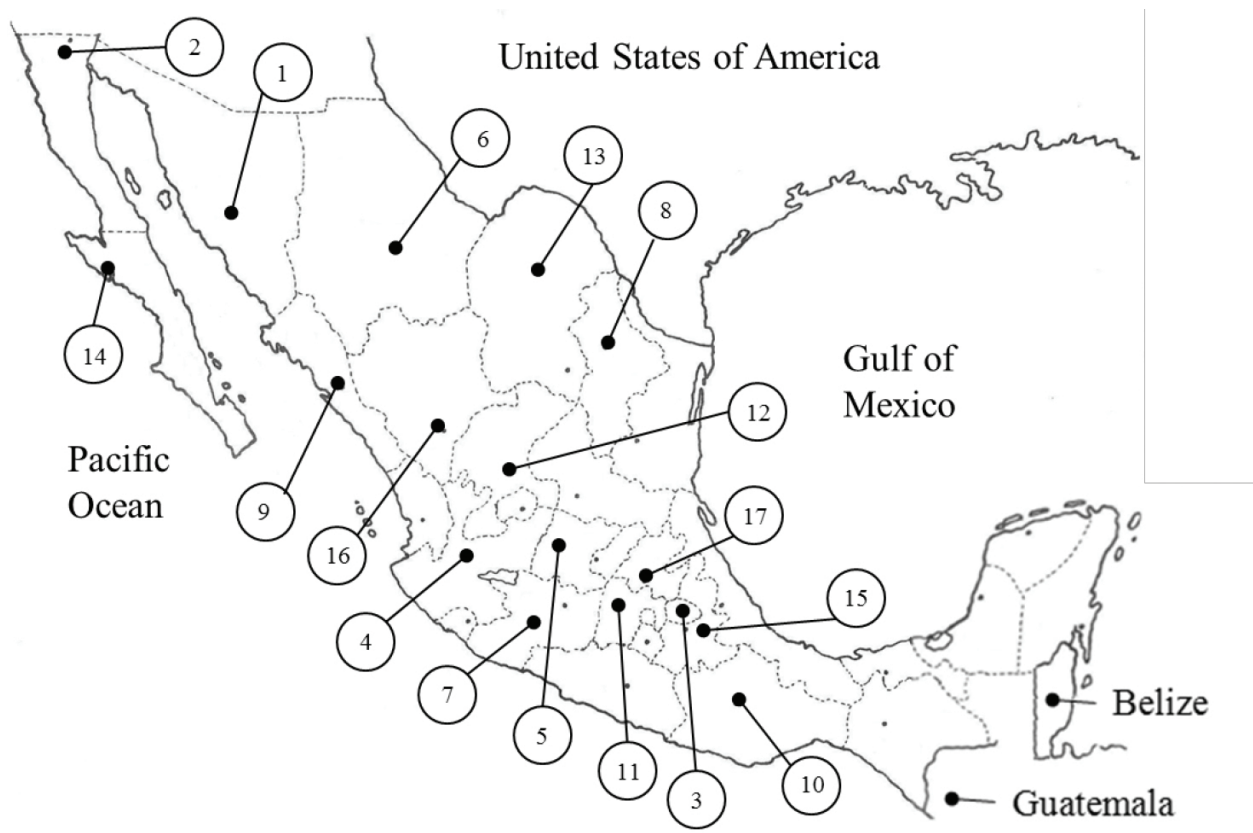 2
United States of America
1
6
13
8
14
Gulf of
Mexico
12
Pacific
Ocean
9
17
16
15
4
7
Belize
5
11
10
3
Guatemala